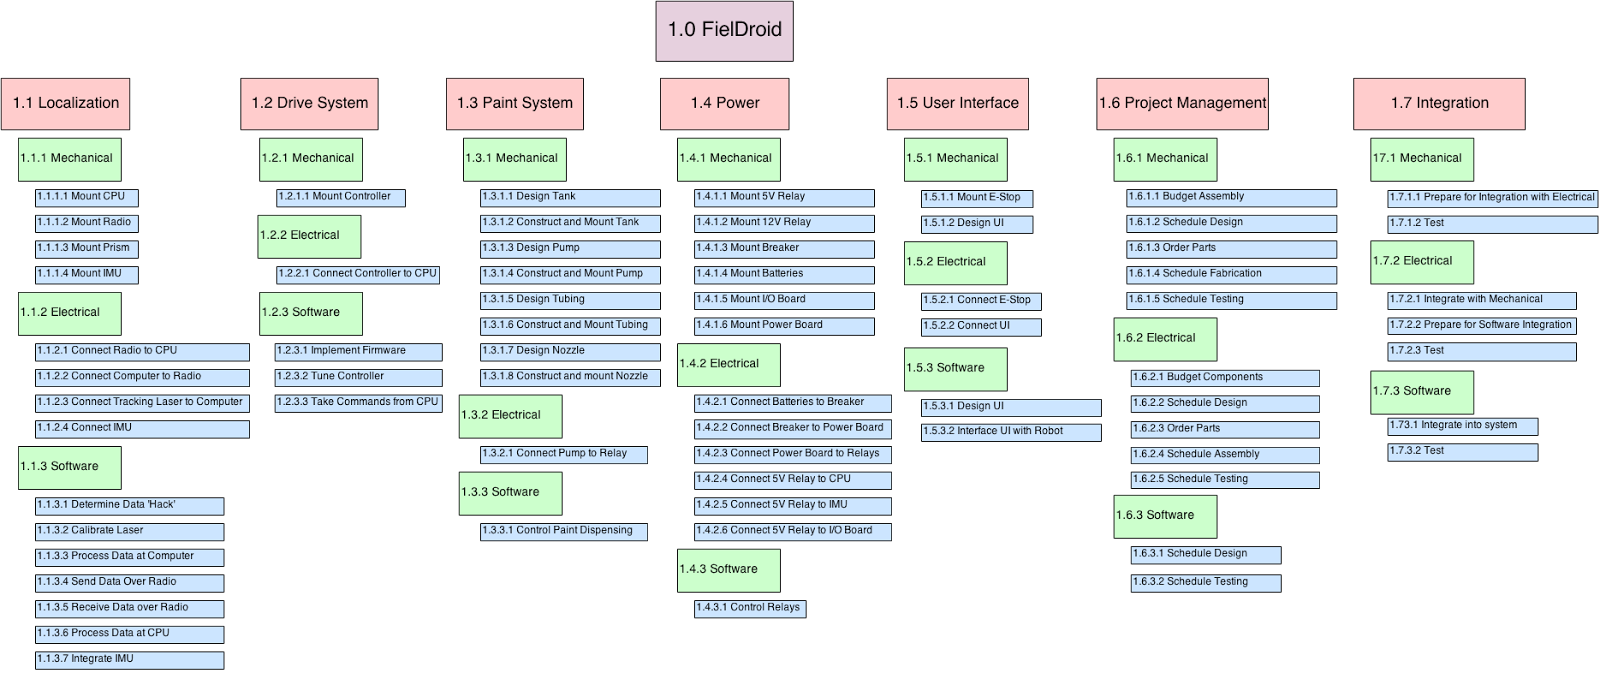 1.0 FielDroid
1.1 Localization
1.1.1 Mechanical
1.1.1.1 Mount CPU
1.1.1.2 Mount Radio
1.1.1.3 Mount Prism
1.1.1.4 Mount IMU
1.1.2 Electrical
1.1.2.1 Connect Radio to CPU
1.1.2.2 Connect Computer to Radio
1.1.2.3 Connect Tracking Laser to Computer
1.1.2.4 Connect IMU
1.1.3 Software
1.1.3.1 Determine Data 'Hack'
1.1.3.2 Calibrate Laser
1.1.3.3 Process Data at Computer
1.1.3.4 Send Data Over Radio
1.1.3.5 Receive Data over Radio
1.1.3.6 Process Data at CPU
1.1.3.7 Integrate IMU
1.2 Drive System
1.2.1 Mechanical
1.2.1.1 Mount Controller
1.2.2 Electrical
1.2.2.1 Connect Controller to CPU
1.2.3 Software
1.2.3.1 Implement Firmware
1.2.3.2 Tune Controller
1.2.3.3 Take Commands from CPU
1.3 Paint System
1.3.1 Mechanical
1.3.1.1 Design Tank
1.3.1.2 Construct and Mount Tank
1.3.1.3 Design Pump
1.3.1.4 Construct and Mount Pump
1.3.1.5 Design Tubing
1.3.1.6 Construct and Mount Tubing
1.3.1.7 Design Nozzle
1.3.1.8 Construct and mount Nozzle
1.3.2 Electrical
1.3.2.1 Connect Pump to Relay
1.3.3 Software
1.3.3.1 Control Paint Dispensing
1.4 Power
1.4.1 Mechanical
1.4.1.1 Mount 5V Relay
1.4.1.2 Mount 12V Relay
1.4.1.3 Mount Breaker
1.4.1.4 Mount Batteries
1.4.1.5 Mount I/O Board
1.4.1.6 Mount Power Board
1.4.2 Electrical
1.4.2.1 Connect Batteries to Breaker
1.4.2.2 Connect Breaker to Power Board
1.4.2.3 Connect Power Board to Relays
1.4.2.4 Connect 5V Relay to CPU
1.4.2.5 Connect 5V Relay to IMU
1.4.2.6 Connect 5V Relay to I/O Board
1.4.3 Software
1.4.3.1 Control Relays
1.5 User Interface
1.5.1 Mechanical
1.5.1.1 Mount E-Stop
1.5.1.2 Design UI
1.5.2 Electrical
1.5.2.1 Connect E-Stop
1.5.2.2 Connect UI
1.5.3 Software
1.5.3.1 Design UI
1.5.3.2 Interface UI with Robot
1.6 Project Management
1.6.1 Mechanical
1.6.1.1 Budget Assembly
1.6.1.2 Schedule Design
1.6.1.3 Order Parts
1.6.1.4 Schedule Fabrication
1.6.1.5 Schedule Testing
1.6.2 Electrical
1.6.2.1 Budget Components
1.6.2.2 Schedule Design
1.6.2.3 Order Parts
1.6.2.4 Schedule Assembly
1.6.2.5 Schedule Testing
1.6.3 Software
1.6.3.1 Schedule Design
1.6.3.2 Schedule Testing
1.7 Integration
17.1 Mechanical
1.7.1.1 Prepare for Integration with Electrical
1.7.1.2 Test
1.7.2 Electrical
1.7.2.1 Integrate with Mechanical
1.7.2.2 Prepare for Software Integration
1.7.2.3 Test
1.7.3 Software
1.73.1 Integrate into system
1.7.3.2 Test